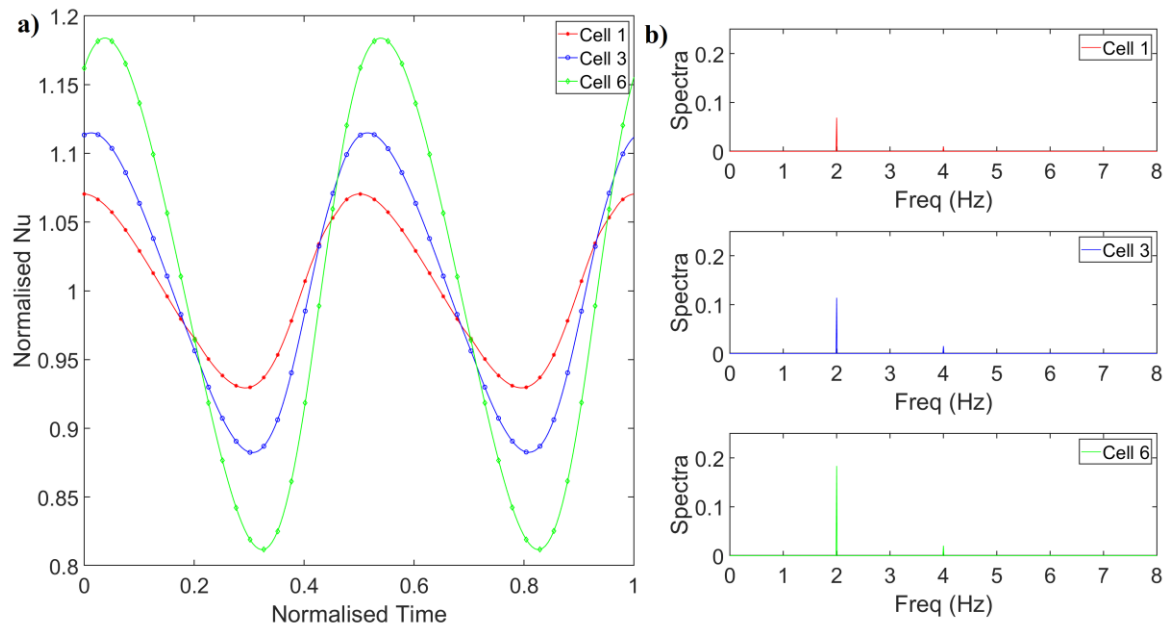 a)
1.2
1.15
1.1
1.05
1
0.95
0.9
0.85
0.8
Normalised Nu
0 0.2 0.4 0.6 0.8 1
Normalised Time
Cell 1
Cell 3
Cell 6
b)
Cell 1
0.2
0.1
0
Spectra
0 1 2 3 4 5 6 7 8
Freq (Hz)
Cell 3
0.2
0.1
0
Spectra
0 1 2 3 4 5 6 7 8
Freq (Hz)
Cell 6
0.2
0.1
0
Spectra
0 1 2 3 4 5 6 7 8
Freq (Hz)